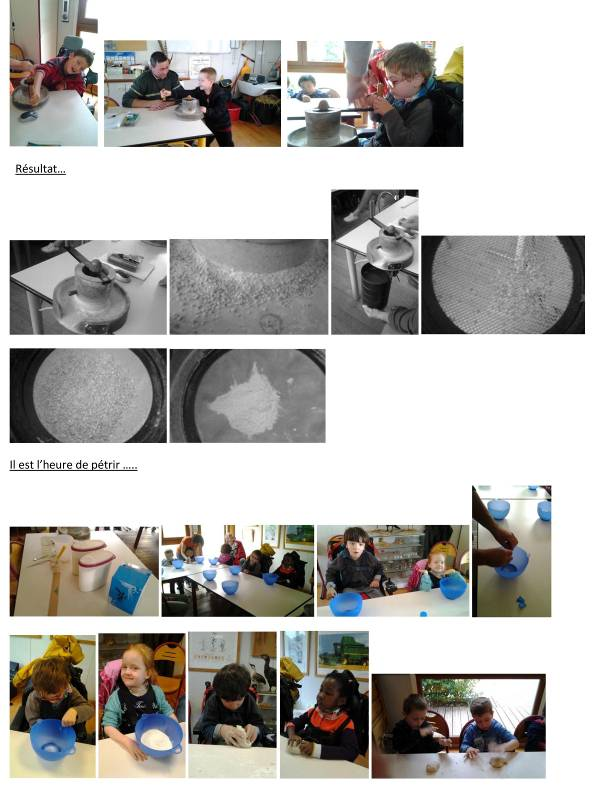 Résultat…
Il est l’heure de pétrir …..